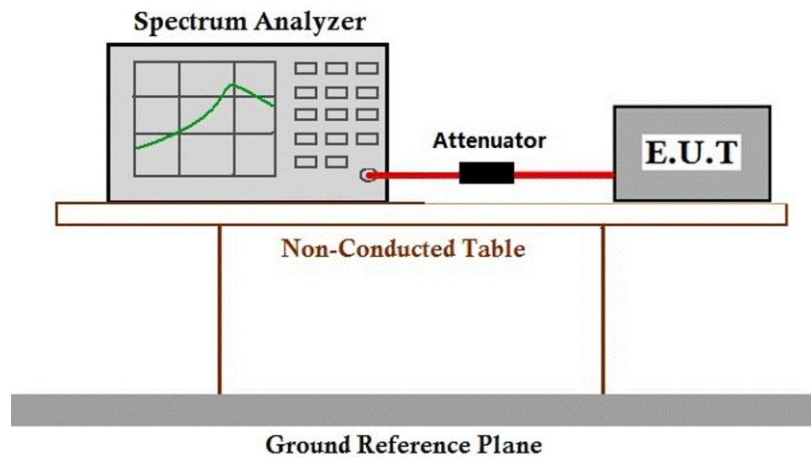 Spectrum Analyzer
Attenuator
E.U.T
Non-Conducted Table
Ground Reference Plane